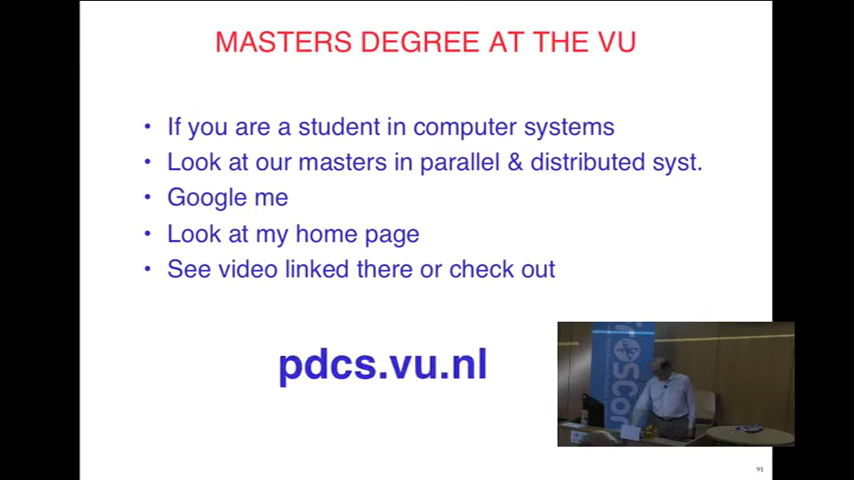 MASTERS DEGREE AT THE VU
• If you are a student in computer systems
• Look at our masters in parallel & distributed syst.
• Google me
• Look at my home page
• See video linked there or check out
pdcs.vu.nl
91